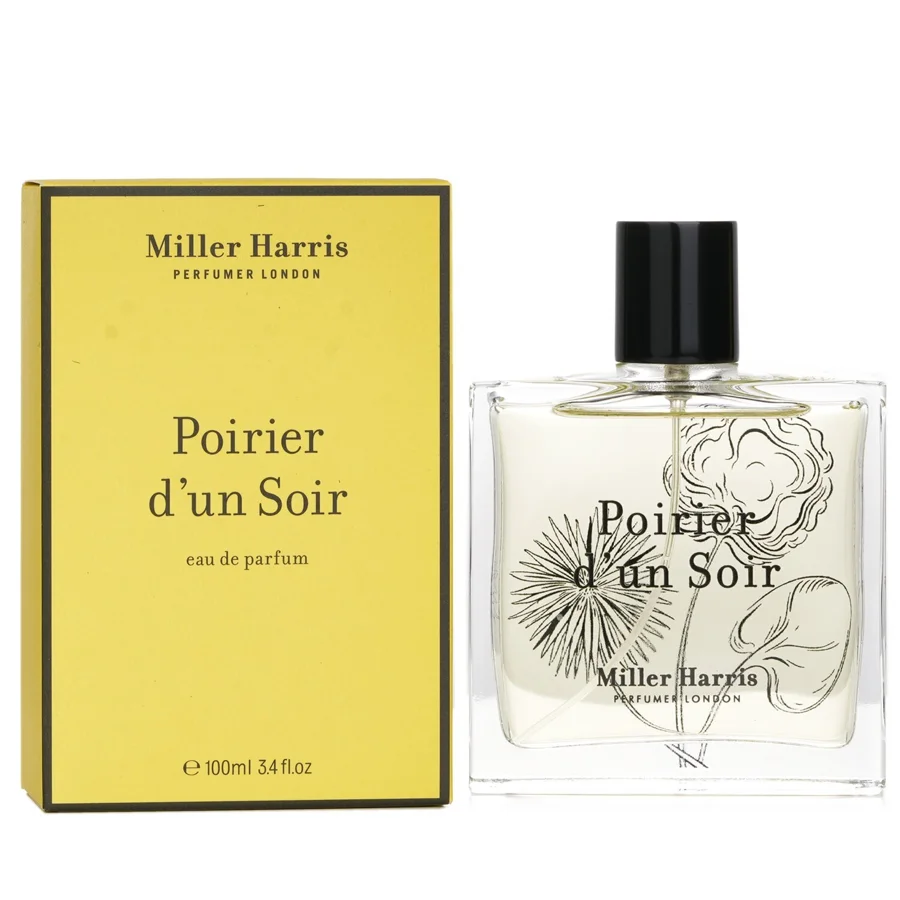 Miller Harris
PERFUMER LONDON
Poirier
d’un Soir
eau de parfum
℮ 100ml 3.4 fl.oz
Poirier
d’un Soir
Miller Harris
PERFUMER LONDON